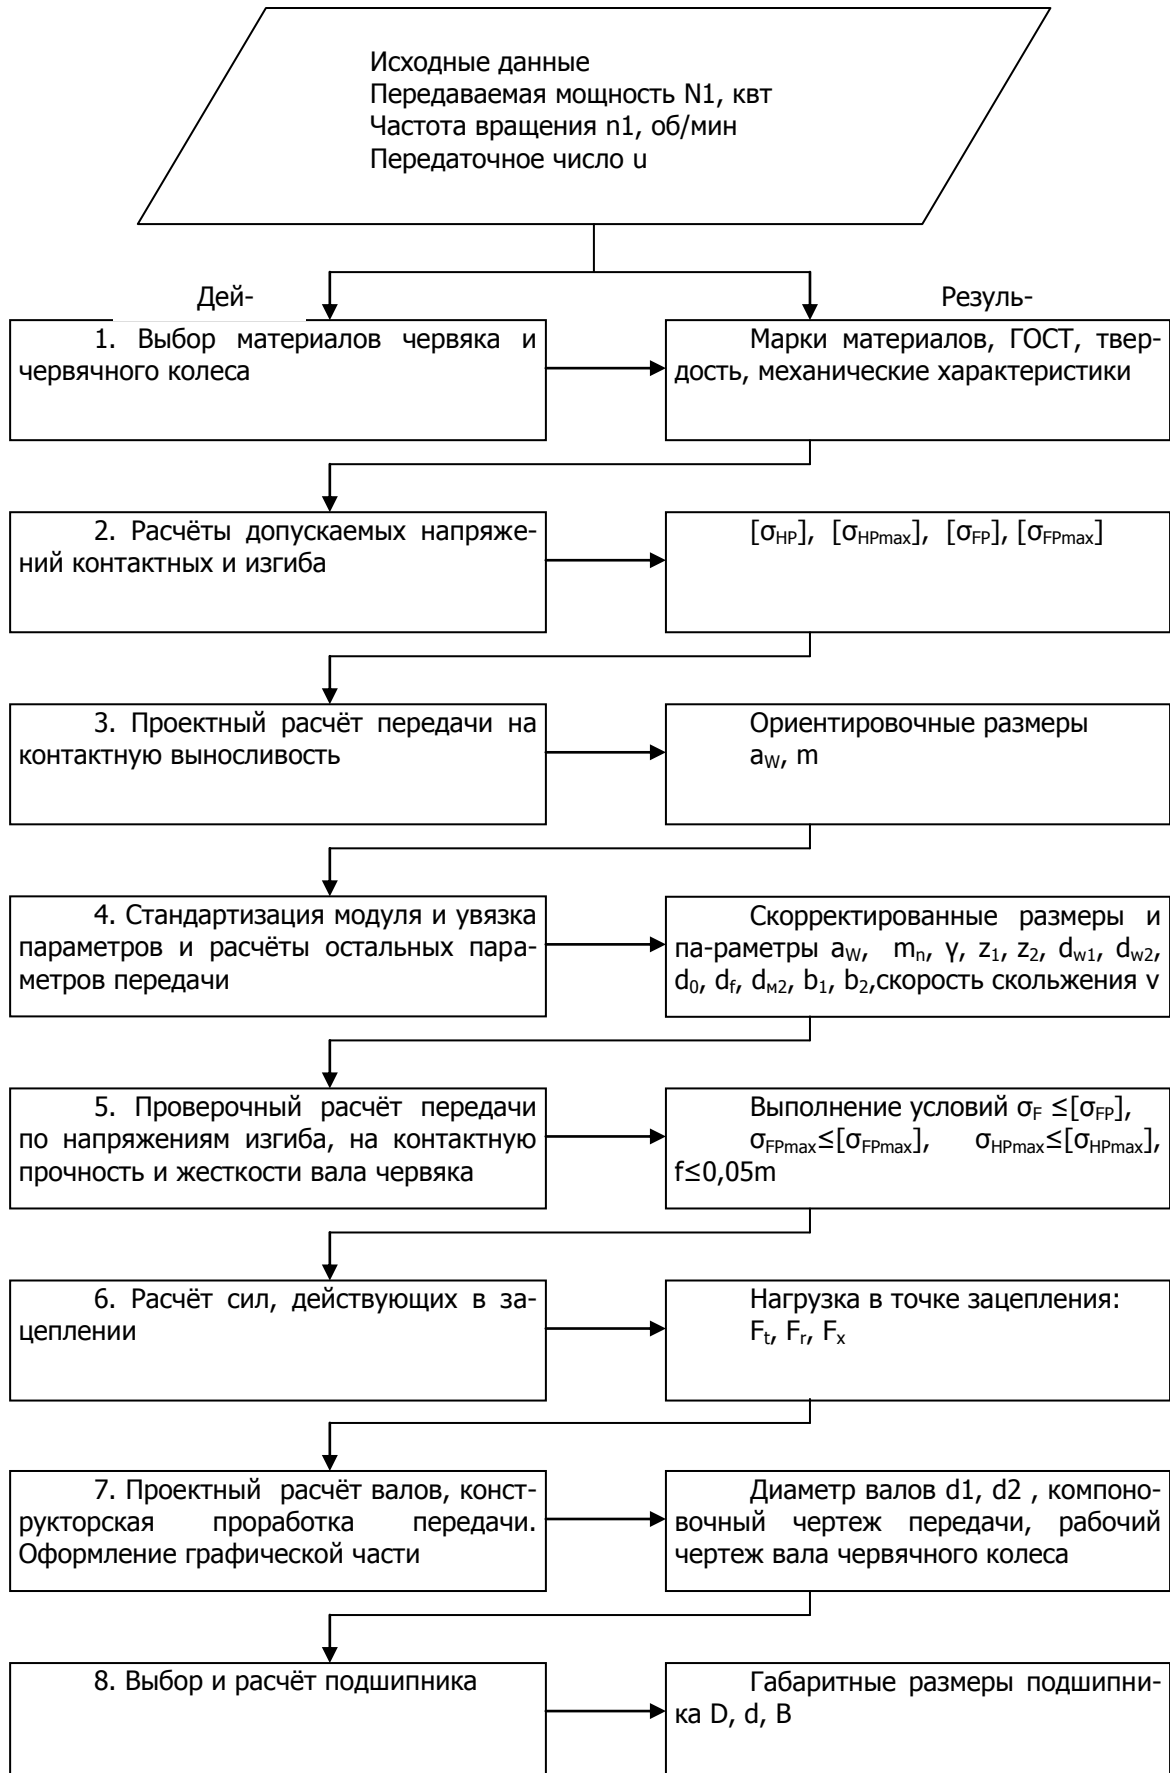 Исходные данные
Передаваемая мощность N1, квт
Частота вращения n1, об/мин
Передаточное число u
Дей-
Резуль-
1. Выбор материалов червяка и
червячного колеса
Марки материалов, ГОСТ, твер-
дость, механические характеристики
2. Расчёты допускаемых напряже-
ний контактных и изгиба
[σHP], [σHPmax], [σFP], [σFPmax]
3. Проектный расчёт передачи на
контактную выносливость
Ориентировочные размеры
aW, m
4. Стандартизация модуля и увязка
параметров и расчёты остальных пара-
метров передачи
Скорректированные размеры и
па-раметры aW, mn, γ, z1, z2, dw1, dw2,
d0, df, dм2, b1, b2,скорость скольжения v
5. Проверочный расчёт передачи
по напряжениям изгиба, на контактную
прочность и жесткости вала червяка
Выполнение условий σF ≤[σFP],
σFPmax≤[σFPmax], σHPmax≤[σHPmax],
f≤0,05m
6. Расчёт сил, действующих в за-
цеплении
Нагрузка в точке зацепления:
Ft, Fr, Fx
7. Проектный расчёт валов, конст-
рукторская проработка передачи.
Оформление графической части
Диаметр валов d1, d2 , компоно-
вочный чертеж передачи, рабочий
чертеж вала червячного колеса
8. Выбор и расчёт подшипника
Габаритные размеры подшипни-
ка D, d, B